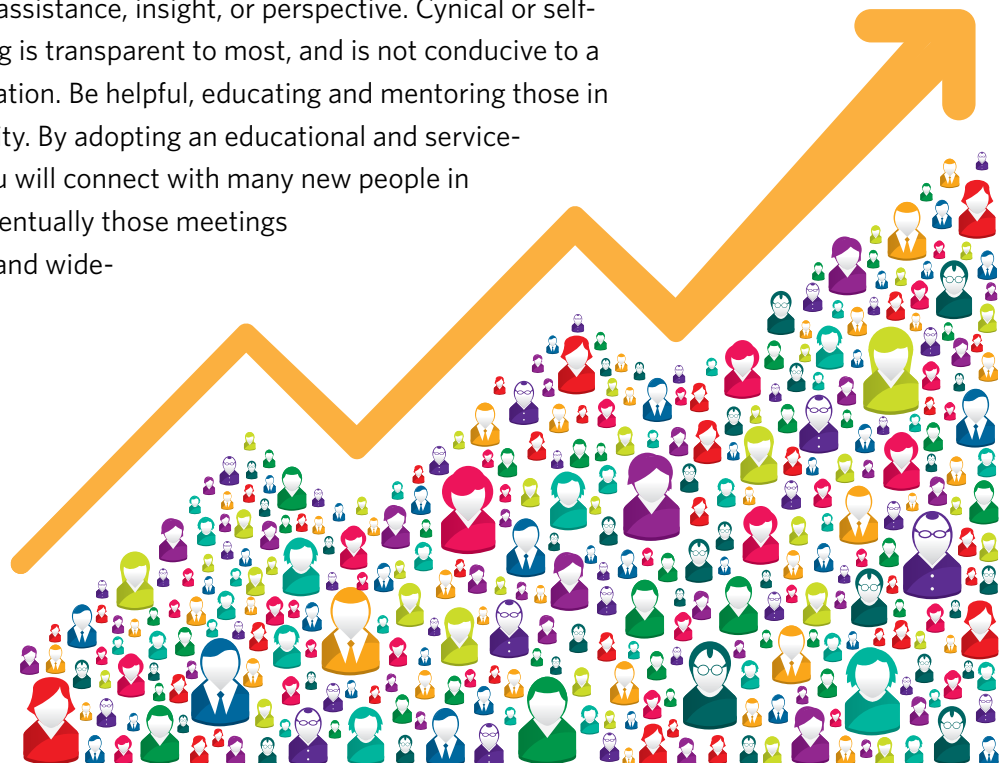 assistance, insight, or perspective. Cynical or self-
g is transparent to most, and is not conducive to a
ation. Be helpful, educating and mentoring those in
ty. By adopting an educational and service-
u will connect with many new people in
entually those meetings
and wide-